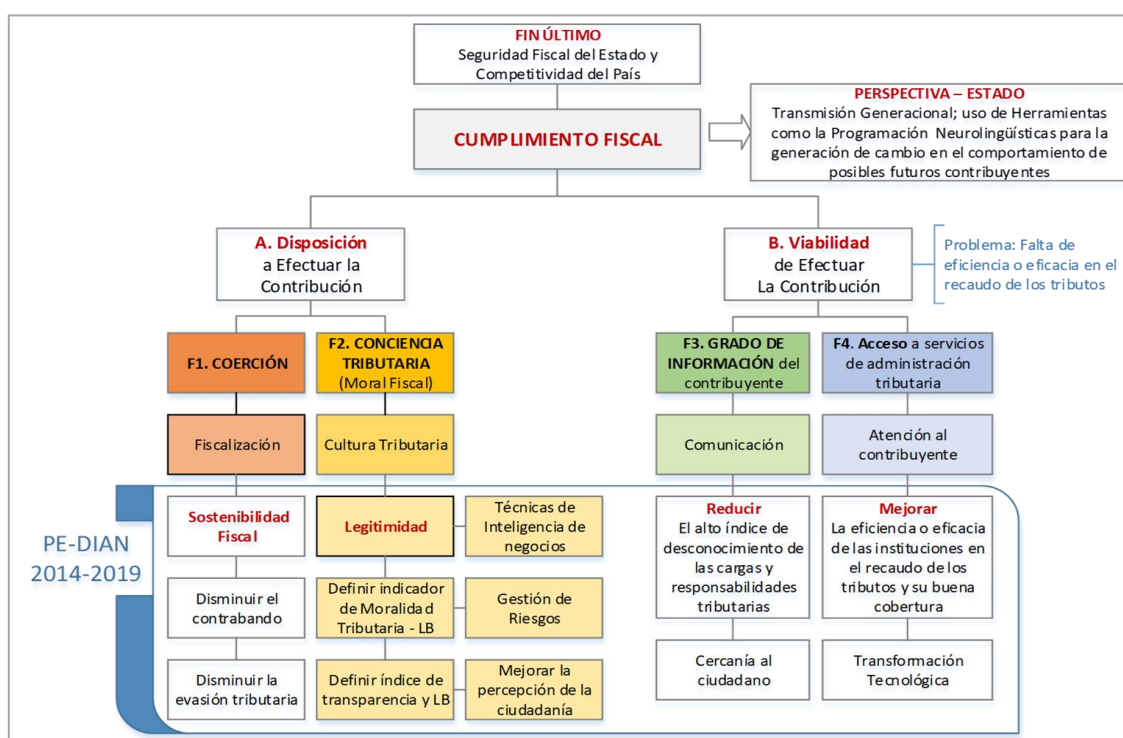 FIN ÚLTIMO
Seguridad Fiscal del Estado y
Competitividad del País
PERSPECTIVA – ESTADO
Transmisión Generacional; uso de Herramientas
como la Programación Neurolingüísticas para la
generación de cambio en el comportamiento de
posibles futuros contribuyentes
CUMPLIMIENTO FISCAL
A. Disposición
a Efectuar la
Contribución
B. Viabilidad
de Efectuar
La Contribución
Problema: Falta de
eficiencia o eficacia en el
recaudo de los tributos
F1. COERCIÓN
F2. CONCIENCIA
TRIBUTARIA
(Moral Fiscal)
F3. GRADO DE
INFORMACIÓN del
contribuyente
F4. Acceso a servicios
de administración
tributaria
Fiscalización
Cultura Tributaria
Comunicación
Atención al
contribuyente
PE-DIAN
2014-2019
Sostenibilidad
Fiscal
Legitimidad
Técnicas de
Inteligencia de
negocios
Reducir
El alto índice de
desconocimiento de
las cargas y
responsabilidades
tributarias
Mejorar
La eficiencia o eficacia
de las instituciones en
el recaudo de los
tributos y su buena
cobertura
Disminuir el
contrabando
Definir indicador
de Moralidad
Tributaria - LB
Gestión de
Riesgos
Disminuir la
evasión tributaria
Definir índice de
transparencia y LB
Mejorar la
percepción de la
ciudadanía
Cercanía al
ciudadano
Transformación
Tecnológica